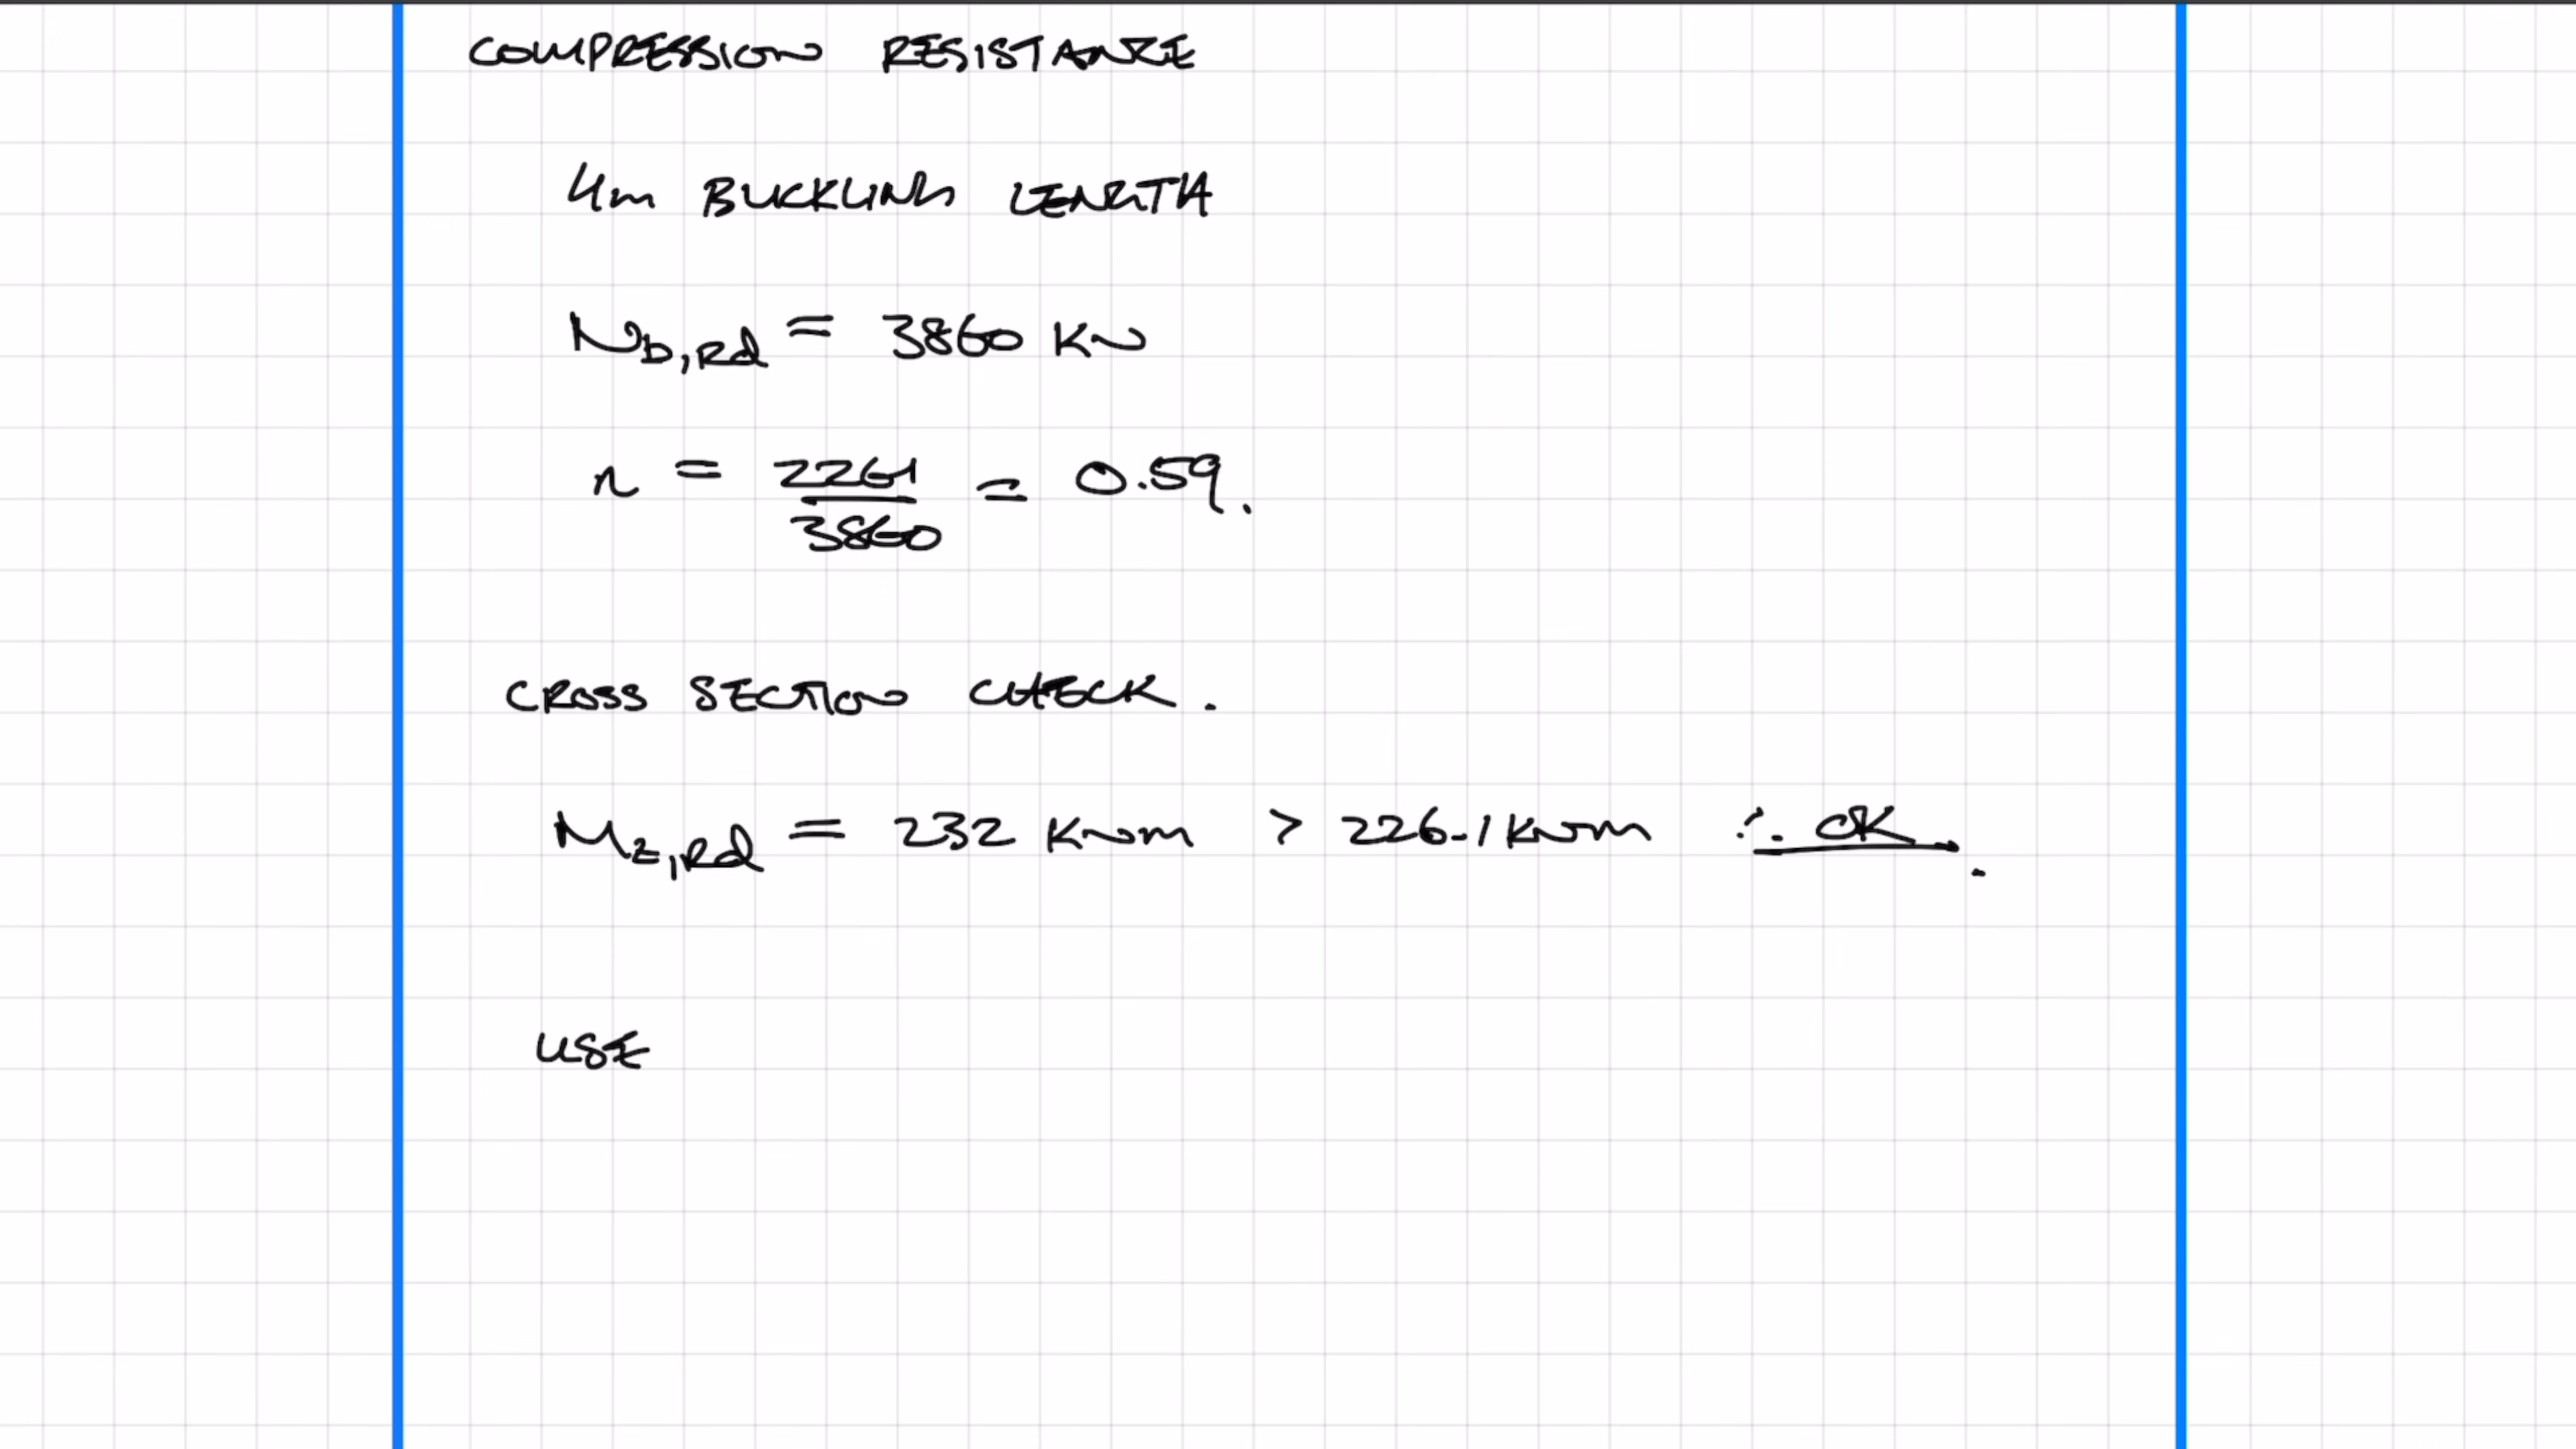 COMPRESSION RESISTANCE
4m BUCKLING LENGTH
Nb,Rd = 3860 KN
n = 2261/3860 = 0.59.
CROSS SECTION CHECK.
Mz,Rd = 232 KNm > 226.1 KNm ∴ OK.
USE